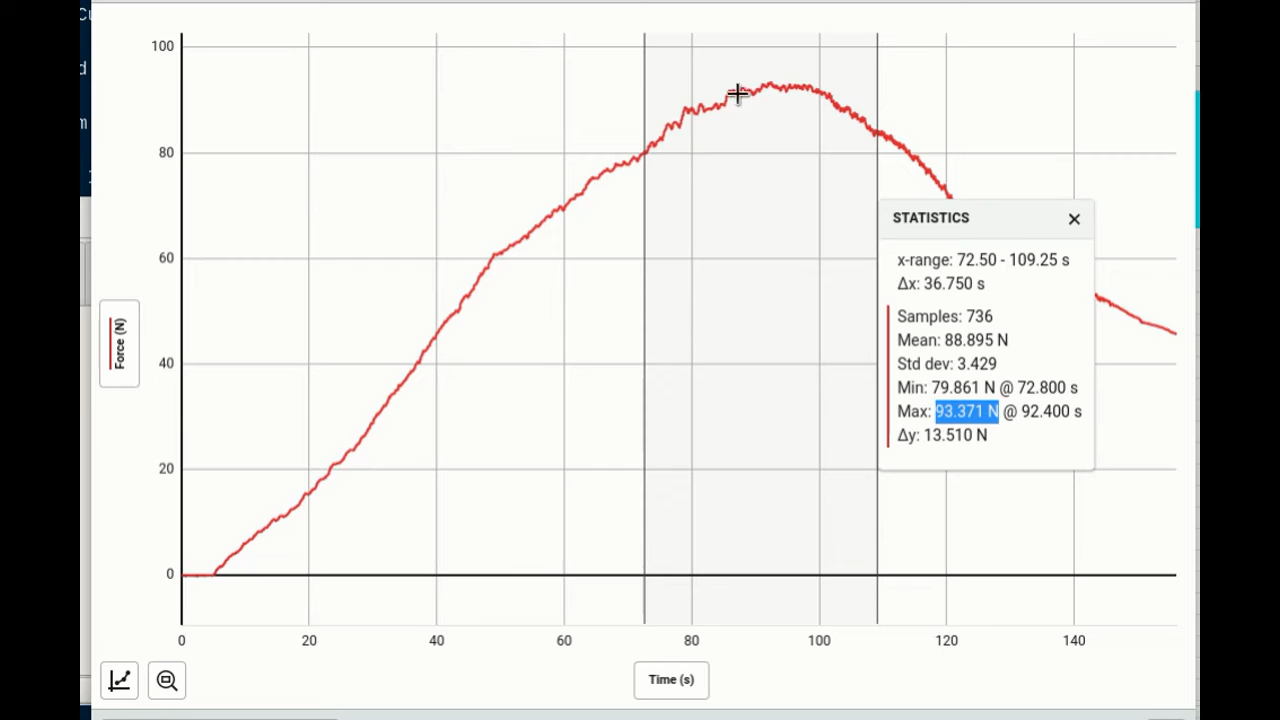 100
80
60
40
20
0
Force (N)
0 20 40 60 80 100 120 140
Time (s)
STATISTICS ×
x-range: 72.50 - 109.25 s
Δx: 36.750 s
Samples: 736
Mean: 88.895 N
Std dev: 3.429
Min: 79.861 N @ 72.800 s
Max: 93.371 N @ 92.400 s
Δy: 13.510 N